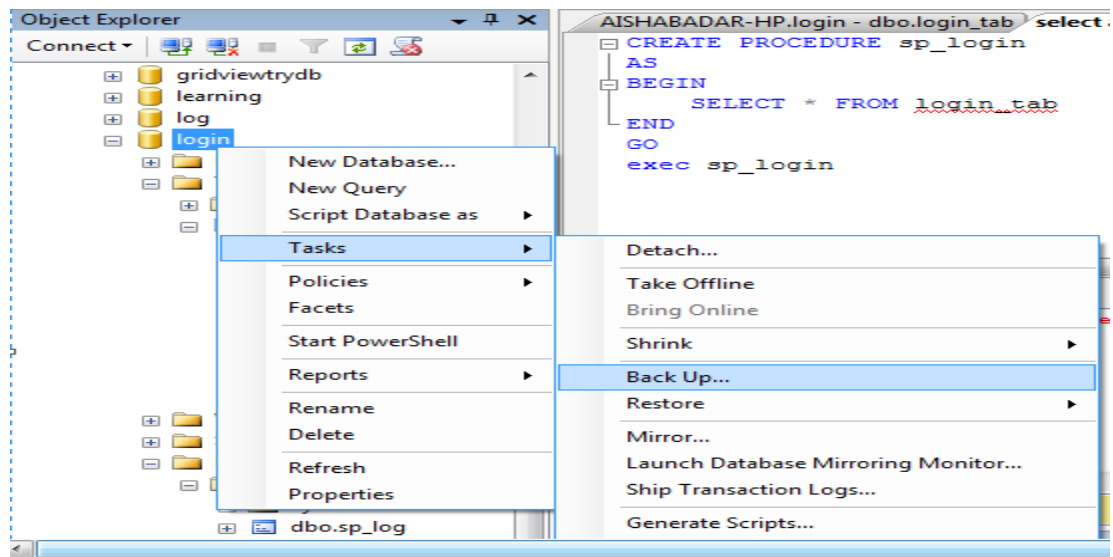 Object Explorer
Connect
gridviewtrydb
learning
log
login
New Database...
New Query
Script Database as
Tasks
Policies
Facets
Start PowerShell
Reports
Rename
Delete
Refresh
Properties
dbo.sp_log
Detach...
Take Offline
Bring Online
Shrink
Back Up...
Restore
Mirror...
Launch Database Mirroring Monitor...
Ship Transaction Logs...
Generate Scripts...
AISHABADAR-HP.login - dbo.login_tab
select
CREATE PROCEDURE sp_login
AS
BEGIN
SELECT * FROM login_tab
END
GO
exec sp_login